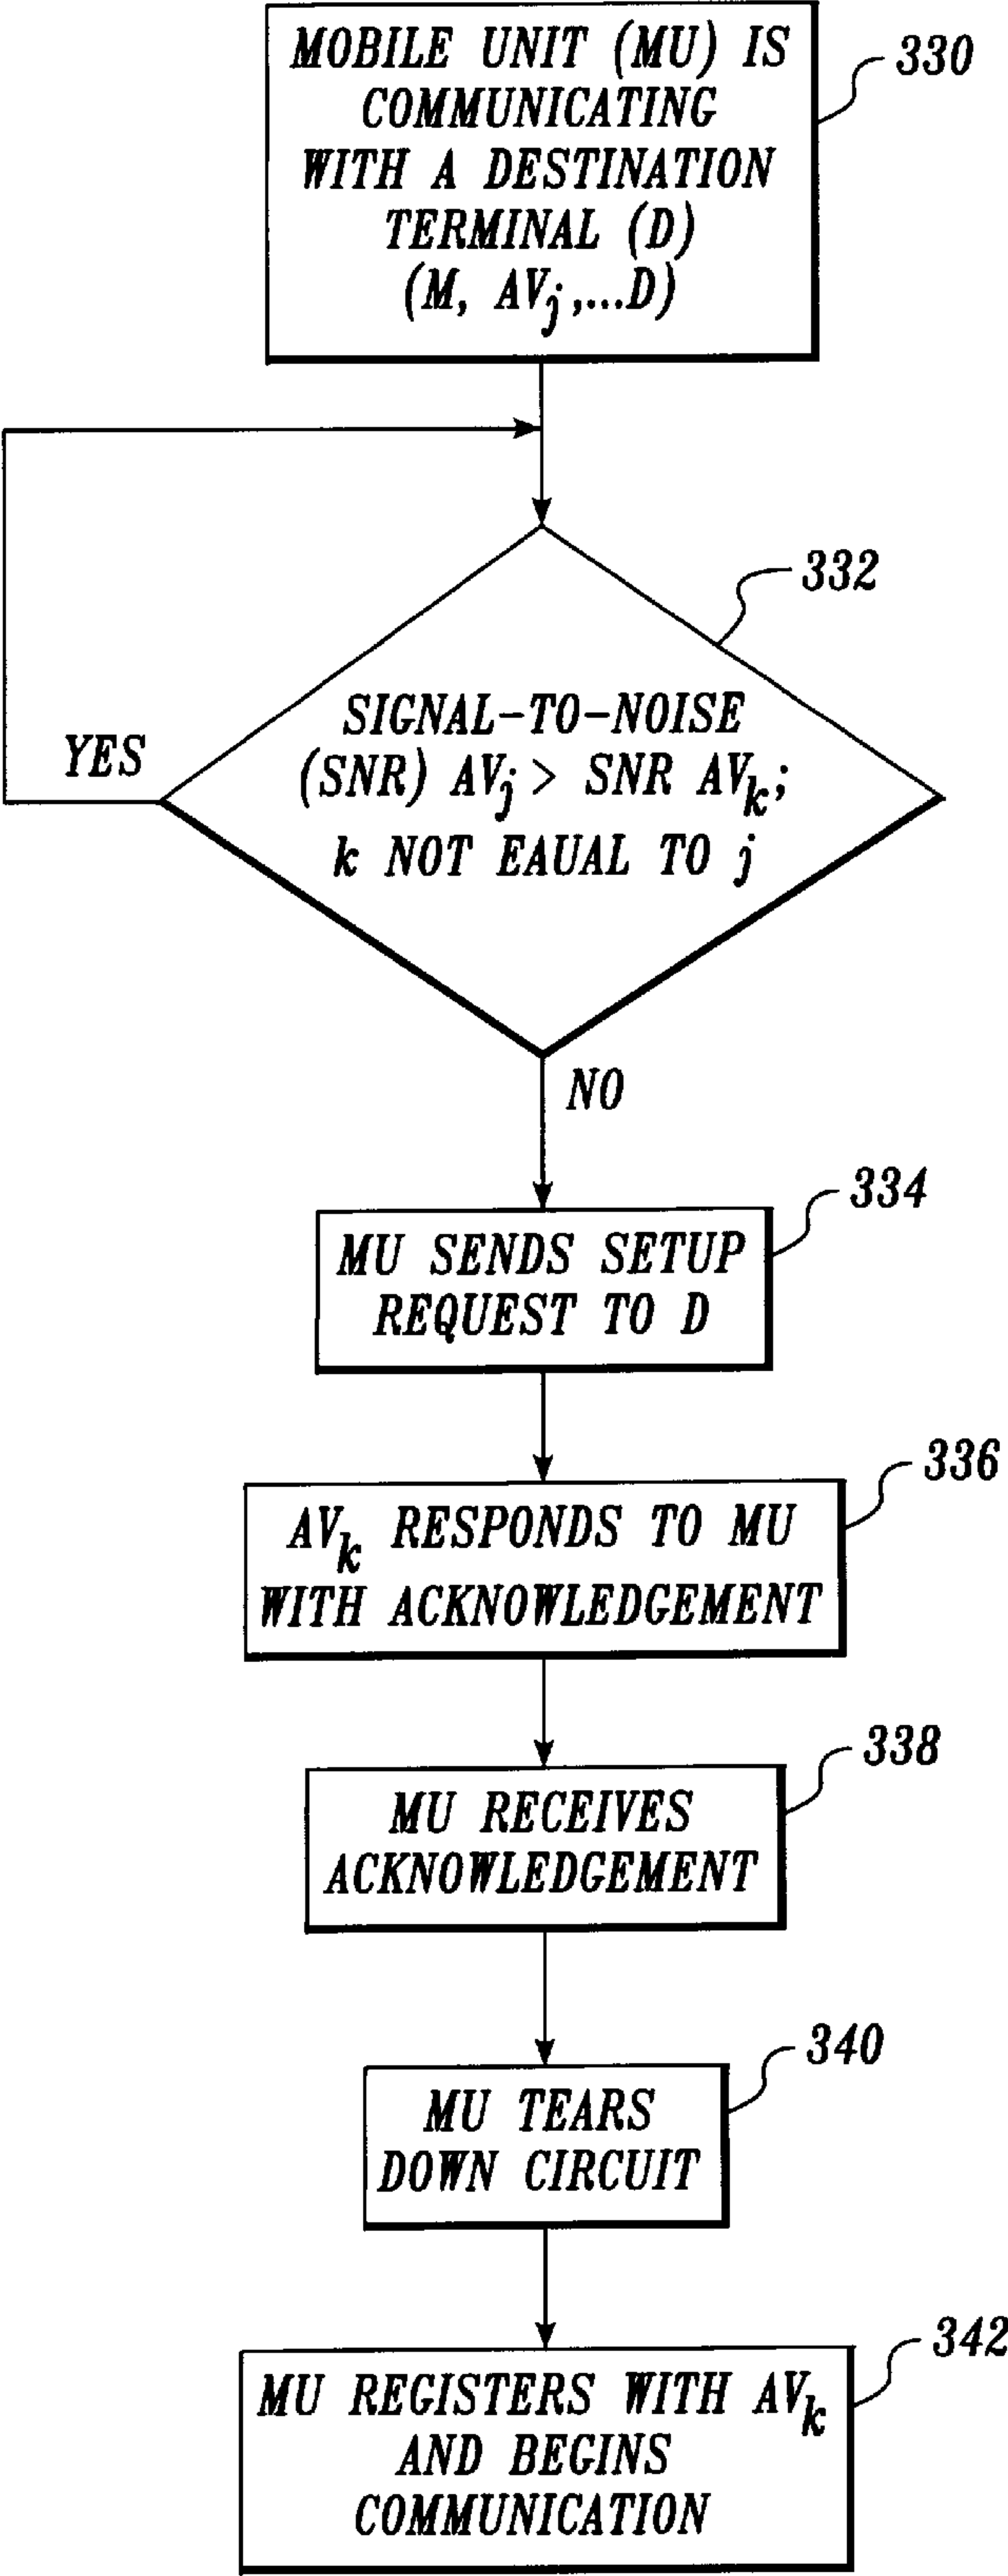 MOBILE UNIT (MU) IS
COMMUNICATING
WITH A DESTINATION
TERMINAL (D)
(M, AVj,...D)
330
332
SIGNAL-TO-NOISE
(SNR) AVj > SNR AVk;
k NOT EAUAL TO j
YES
NO
334
MU SENDS SETUP
REQUEST TO D
336
AVk RESPONDS TO MU
WITH ACKNOWLEDGEMENT
338
MU RECEIVES
ACKNOWLEDGEMENT
340
MU TEARS
DOWN CIRCUIT
342
MU REGISTERS WITH AVk
AND BEGINS
COMMUNICATION